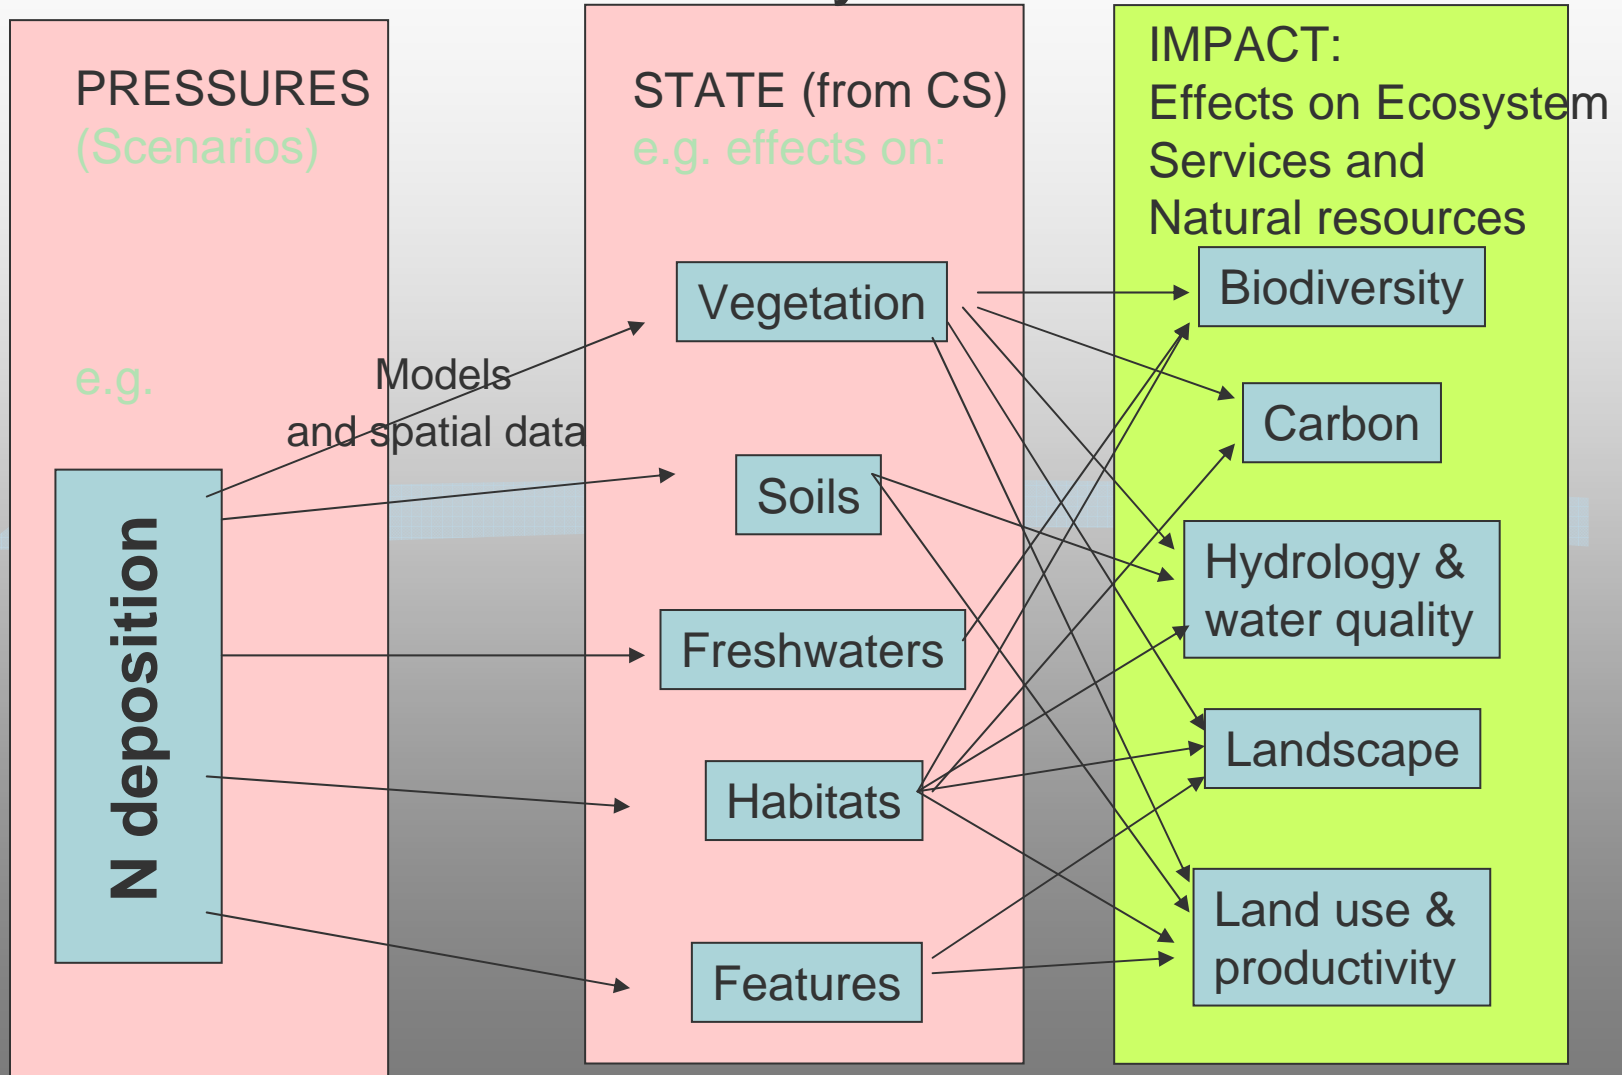 PRESSURES
(Scenarios)
e.g.
N deposition
Models
and spatial data
STATE (from CS)
e.g. effects on:
Vegetation
Soils
Freshwaters
Habitats
Features
IMPACT:
Effects on Ecosystem
Services and
Natural resources
Biodiversity
Carbon
Hydrology &
water quality
Landscape
Land use &
productivity